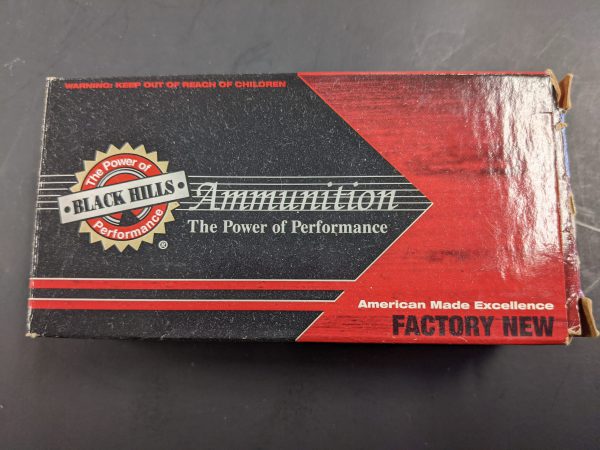 WARNING: KEEP OUT OF REACH OF CHILDREN
The Power of
BLACK HILLS
Performance
®
Ammunition
The Power of Performance
American Made Excellence
FACTORY NEW